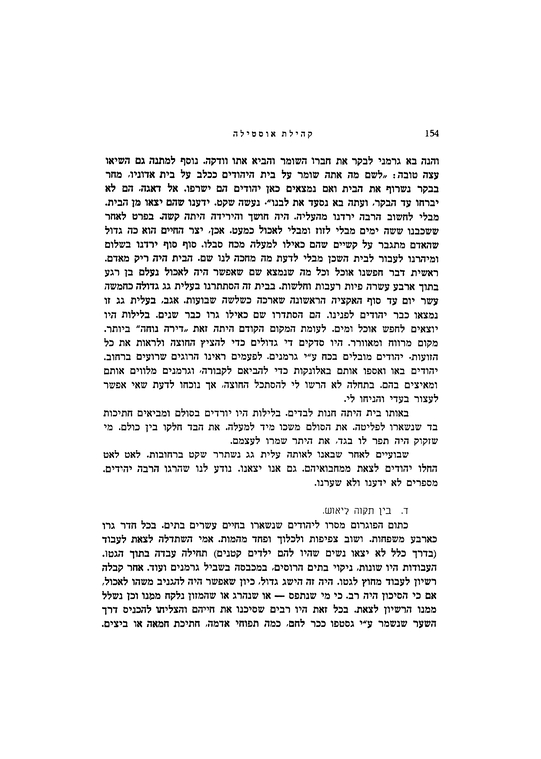 154
קהילת אוסטילה
והנה בא גרמני לבקר את חברו השומר והביא אתו וודקה. נוסף למתנה גם השיאו
עצה טובה: „לשם מה אתה שומר על בית היהודים ככלב על בית אדוניו, מחר
בבקר נשרוף את הבית ואם נמצאים כאן יהודים הם ישרפו. אל דאגה, הם לא
יברחו עד הבקר, ועתה בא נסעד את לבנו". נעשה שקט. ידענו שהם יצאו מן הבית.
מבלי לחשוב הרבה ירדנו מהעליה. היה חושך והירידה היתה קשה. בפרט לאחר
ששכבנו ששה ימים מבלי לזוז ומבלי לאכול כמעט. אכן, יצר החיים הוא כה גדול
שהאדם מתגבר על קשיים שהם כאילו למעלה מכח סבלו. סוף סוף ירדנו בשלום
ומיהרנו לעבור לבית השכן מבלי לדעת מה מחכה לנו שם. הבית היה ריק מאדם.
ראשית דבר חפשנו אוכל וכל מה שנמצא שם שאפשר היה לאכול נעלם בן רגע
בתוך ארבע עשרה פיות רעבות וחלשות. בבית זה הסתתרנו בעלית גג גדולה כחמשה
עשר יום עד סוף האקציה הראשונה שארכה כשלשה שבועות. אגב, בעלית גג זו
נמצאו כבר יהודים לפנינו. הם הסתדרו שם כאילו גרו כבר שנים. בלילות היו
יוצאים לחפש אוכל ומים. לעומת המקום הקודם היתה זאת „דירה נוחה" ביותר.
מקום מרווח ומאוורר. היו סדקים די גדולים כדי להציץ החוצה ולראות את כל
הזועות. יהודים מובלים בכח ע"י גרמנים. לפעמים ראינו הרוגים שרועים ברחוב.
יהודים באו ואספו אותם באלונקות כדי להביאם לקבורה, וגרמנים מלווים אותם
ומאיצים בהם. בתחלה לא הרשו לי להסתכל החוצה, אך נוכחו לדעת שאי אפשר
לעצור בעדי והניחו לי.
באותו בית היתה חנות לבדים. בלילות היו יורדים בסולם ומביאים חתיכות
בד שנשארו לפליטה. את הסולם משכו מיד למעלה. את הבד חלקו בין כולם. מי
שזקוק היה תפר לו בגד, את היתר שמרו לעצמם.
שבועיים לאחר שבאנו לאותה עלית גג נשתרר שקט ברחובות. לאט לאט
החלו יהודים לצאת ממחבואיהם. גם אנו יצאנו. נודע לנו שהרגו הרבה יהודים.
מספרים לא ידענו ולא שערנו.
ד. בין תקוה ליאוש.
כתום הפוגרום מסרו ליהודים שנשארו בחיים עשרים בתים. בכל חדר גרו
כארבע משפחות. ושוב צפיפות ולכלוך ופחד מהמות. אמי השתדלה לצאת לעבוד
(בדרך כלל לא יצאו נשים שהיו להם ילדים קטנים) תחילה עבדה בתוך הגטו.
העבודות היו שונות, ניקוי בתים הרוסים, במכבסה בשביל גרמנים ועוד. אחר קבלה
רשיון לעבוד מחוץ לגטו. היה זה הישג גדול, כיון שאפשר היה להגניב משהו לאכול,
אם כי הסיכון היה רב. כי מי שנתפס — או שנהרג או שהמזון נלקח ממנו וכן נשלל
ממנו הרשיון לצאת. בכל זאת היו רבים שסיכנו את חייהם והצליחו להכניס דרך
השער שנשמר ע"י גסטפו ככר לחם, כמה תפוחי אדמה, חתיכת חמאה או ביצים.